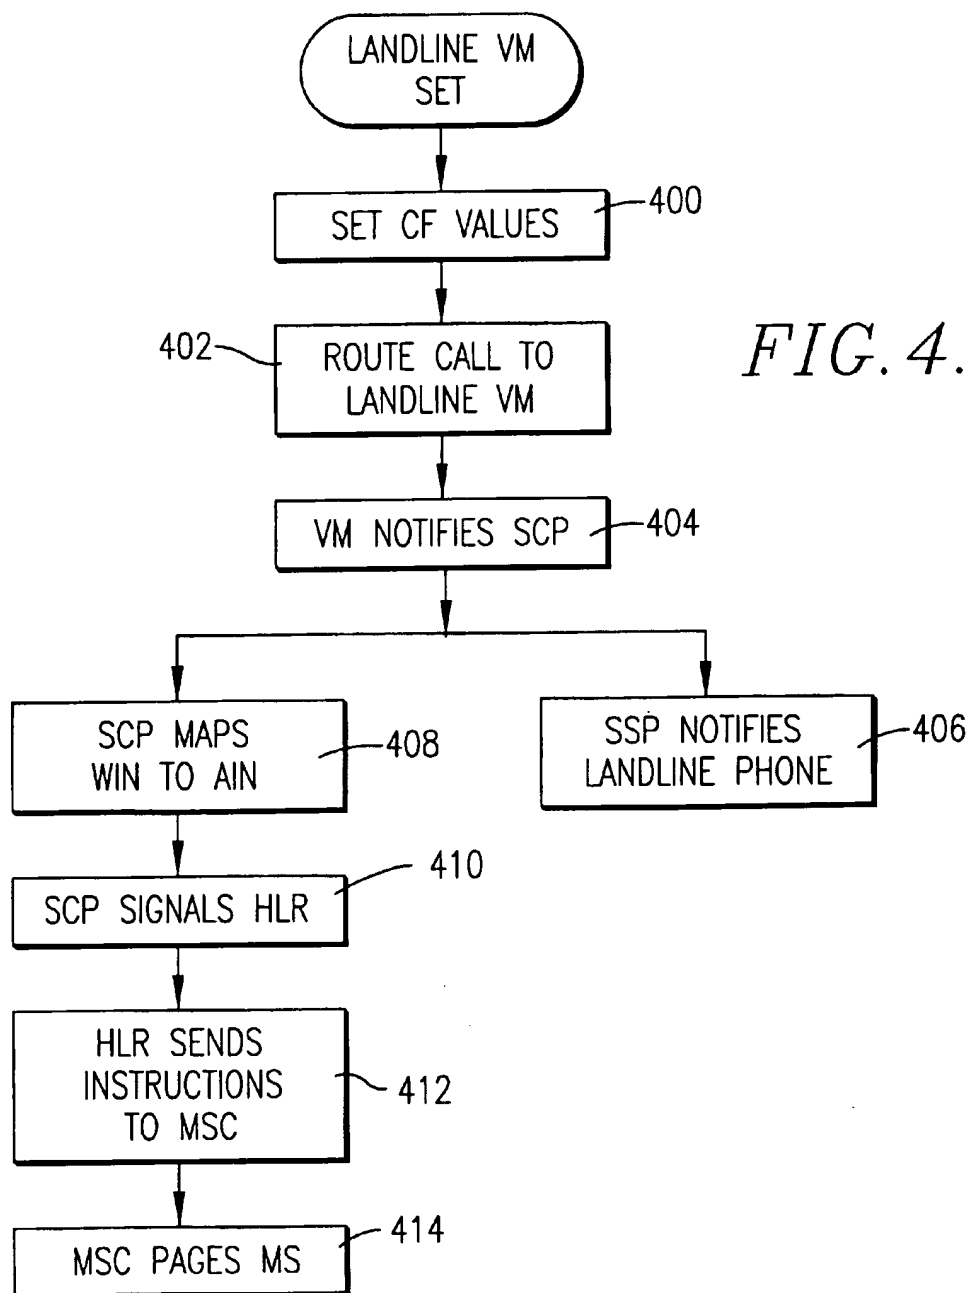 LANDLINE VM
SET
SET CF VALUES
400
402
ROUTE CALL TO
LANDLINE VM
FIG. 4.
VM NOTIFIES SCP
404
SCP MAPS
WIN TO AIN
408
SSP NOTIFIES
LANDLINE PHONE
406
SCP SIGNALS HLR
410
HLR SENDS
INSTRUCTIONS
TO MSC
412
MSC PAGES MS
414